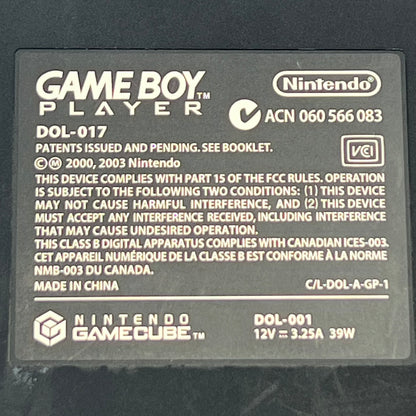 GAME BOY™ Nintendo
PLAYER ACN 060 566 083
DOL-017
PATENTS ISSUED AND PENDING. SEE BOOKLET.
© Ⓜ 2000, 2003 Nintendo VCI
THIS DEVICE COMPLIES WITH PART 15 OF THE FCC RULES. OPERATION
IS SUBJECT TO THE FOLLOWING TWO CONDITIONS: (1) THIS DEVICE
MAY NOT CAUSE HARMFUL INTERFERENCE, AND (2) THIS DEVICE
MUST ACCEPT ANY INTERFERENCE RECEIVED, INCLUDING INTERFERENCE
THAT MAY CAUSE UNDESIRED OPERATION.
THIS CLASS B DIGITAL APPARATUS COMPLIES WITH CANADIAN ICES-003.
CET APPAREIL NUMÉRIQUE DE LA CLASSE B EST CONFORME À LA NORME
NMB-003 DU CANADA.
MADE IN CHINA C/L-DOL-A-GP-1
NINTENDO DOL-001
GAMECUBE™ 12V ⎓ 3.25A 39W